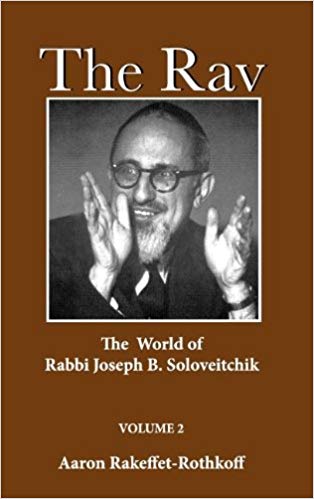 The Rav
The World of
Rabbi Joseph B. Soloveitchik
VOLUME 2
Aaron Rakeffet-Rothkoff